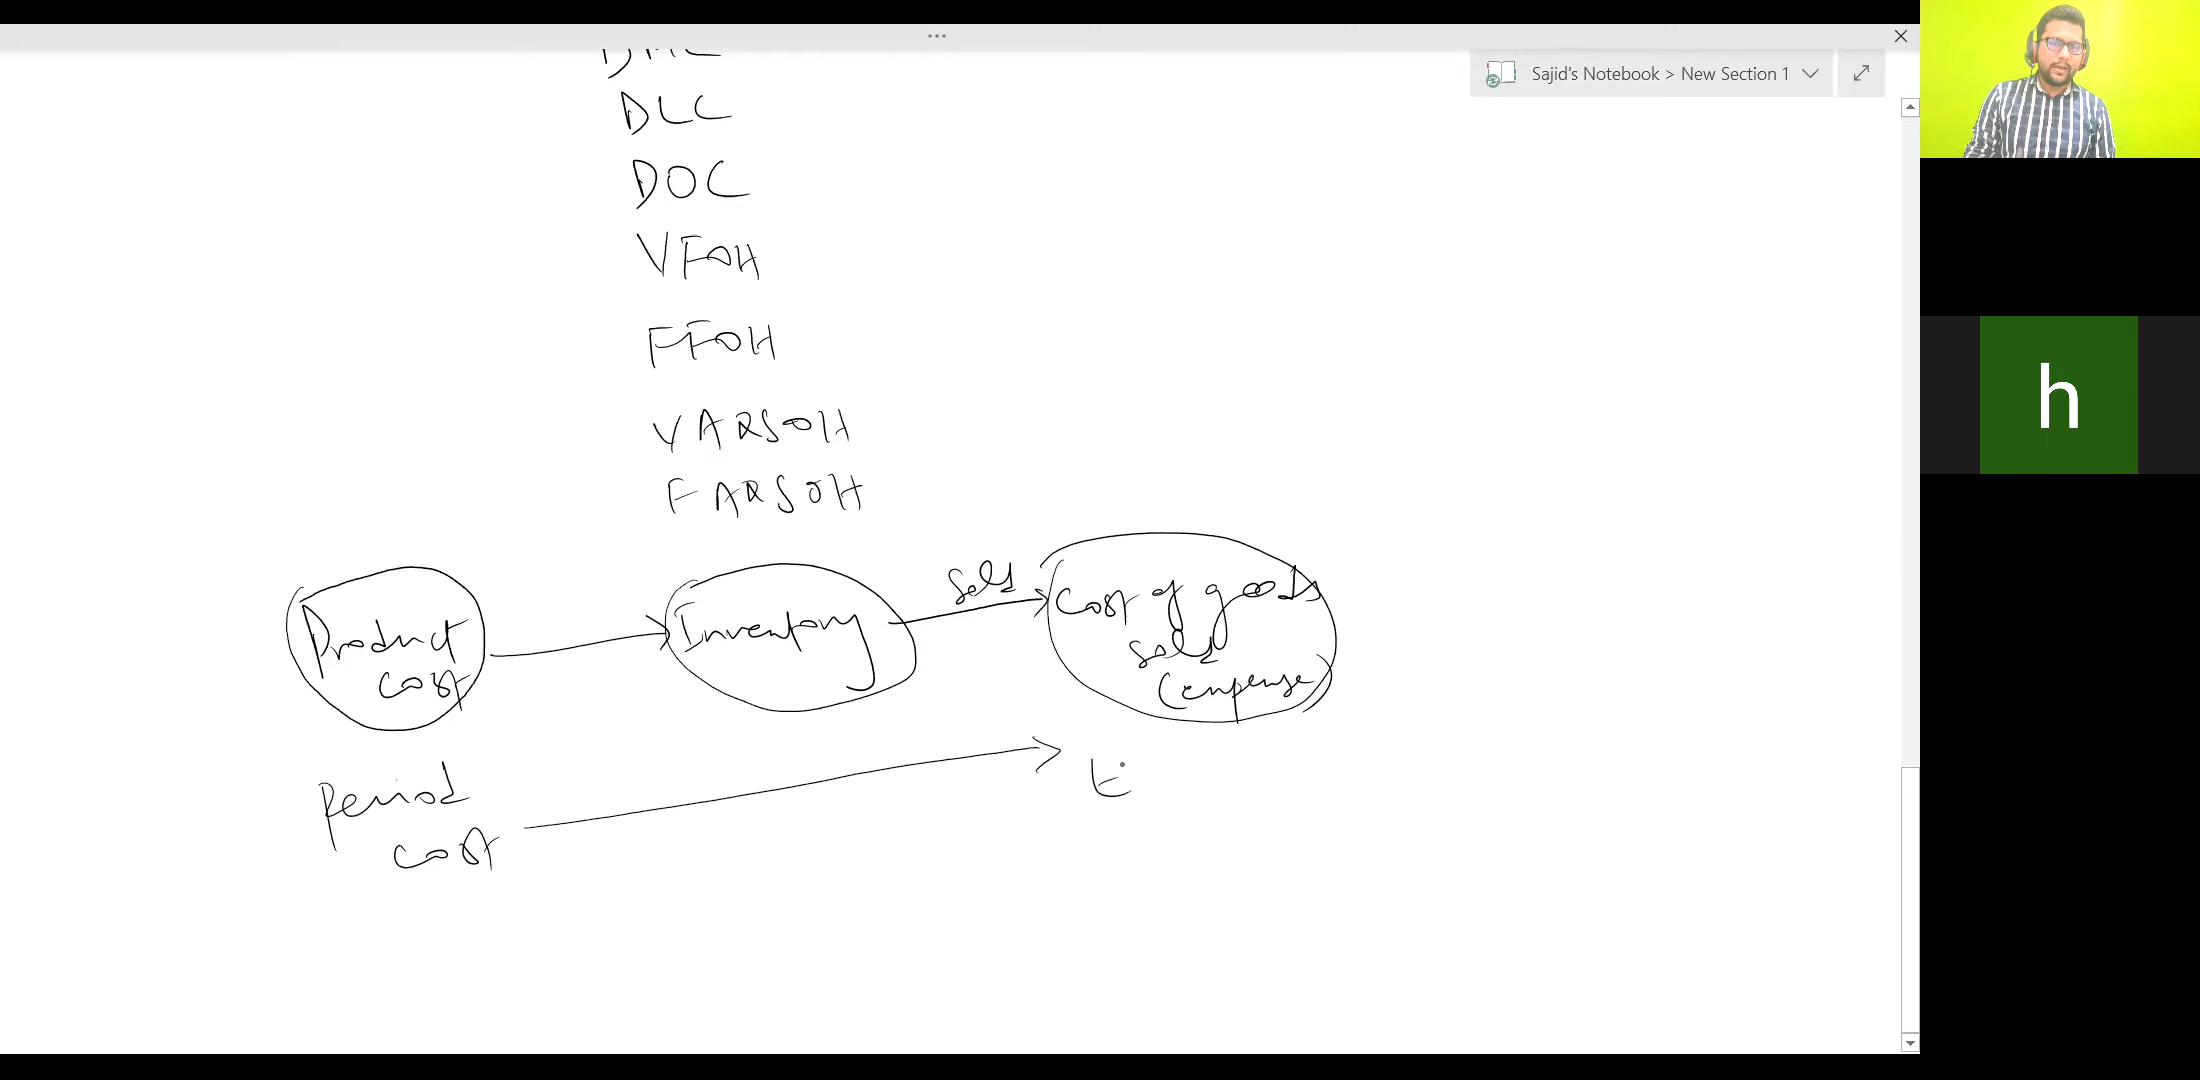 Sajid's Notebook > New Section 1
DMC
DLC
DOC
VFOH
FFOH
VARSOH
FARSOH
Product
cost
Inventory
Sold
cost of goods
sold
(expense)
Period
cost
E
h